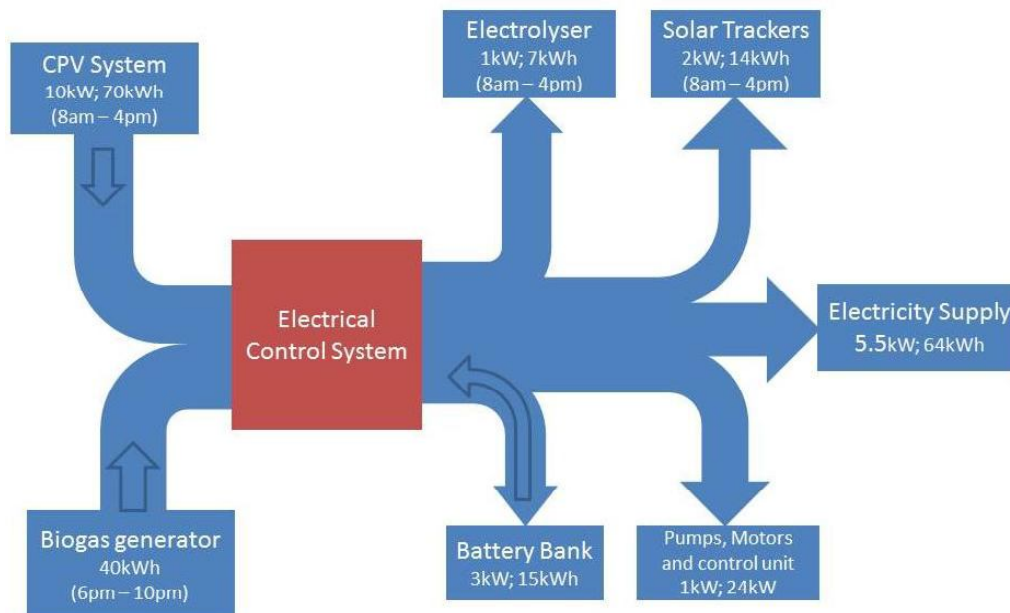 CPV System
10kW; 70kWh
(8am – 4pm)
Electrolyser
1kW; 7kWh
(8am – 4pm)
Solar Trackers
2kW; 14kWh
(8am – 4pm)
Electrical
Control System
Electricity Supply
5.5kW; 64kWh
Biogas generator
40kWh
(6pm – 10pm)
Battery Bank
3kW; 15kWh
Pumps, Motors
and control unit
1kW; 24kW